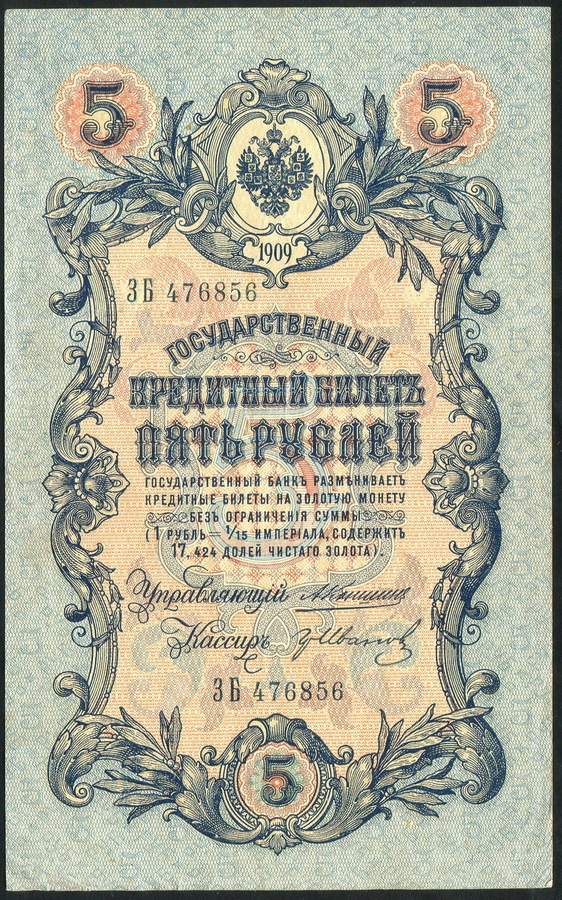 5 5
1909
ЗБ 476856
ГОСУДАРСТВЕННЫЙ
КРЕДИТНЫЙ БИЛЕТЪ
ПЯТЬ РУБЛЕЙ
ГОСУДАРСТВЕННЫЙ БАНКЪ РАЗМѢНИВАЕТЪ
КРЕДИТНЫЕ БИЛЕТЫ НА ЗОЛОТУЮ МОНЕТУ
БЕЗЪ ОГРАНИЧЕНІЯ СУММЫ
(1 РУБЛЬ = 1/15 ИМПЕРІАЛА, СОДЕРЖИТЪ
17,424 ДОЛЕЙ ЧИСТАГО ЗОЛОТА).
Управляющій
Кассиръ
ЗБ 476856
5